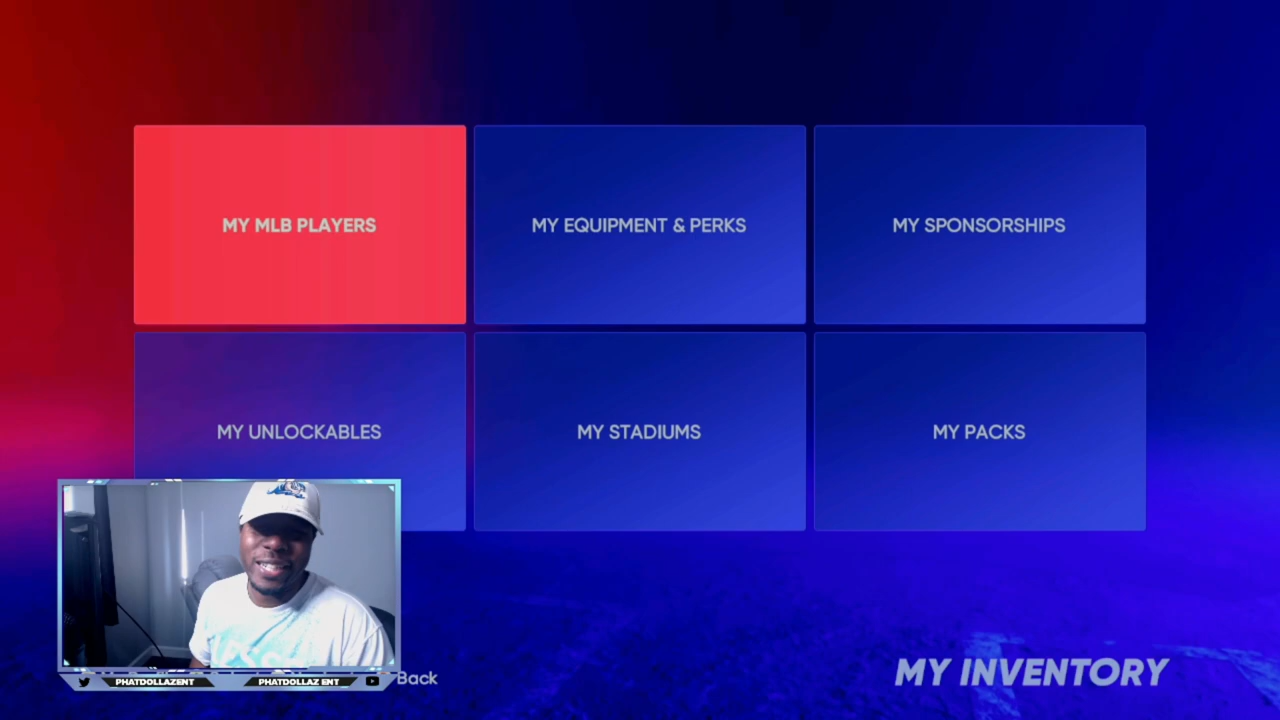 MY MLB PLAYERS
MY EQUIPMENT & PERKS
MY SPONSORSHIPS
MY UNLOCKABLES
MY STADIUMS
MY PACKS
Back
MY INVENTORY
PHATDOLLAZENT
PHATDOLLAZ ENT